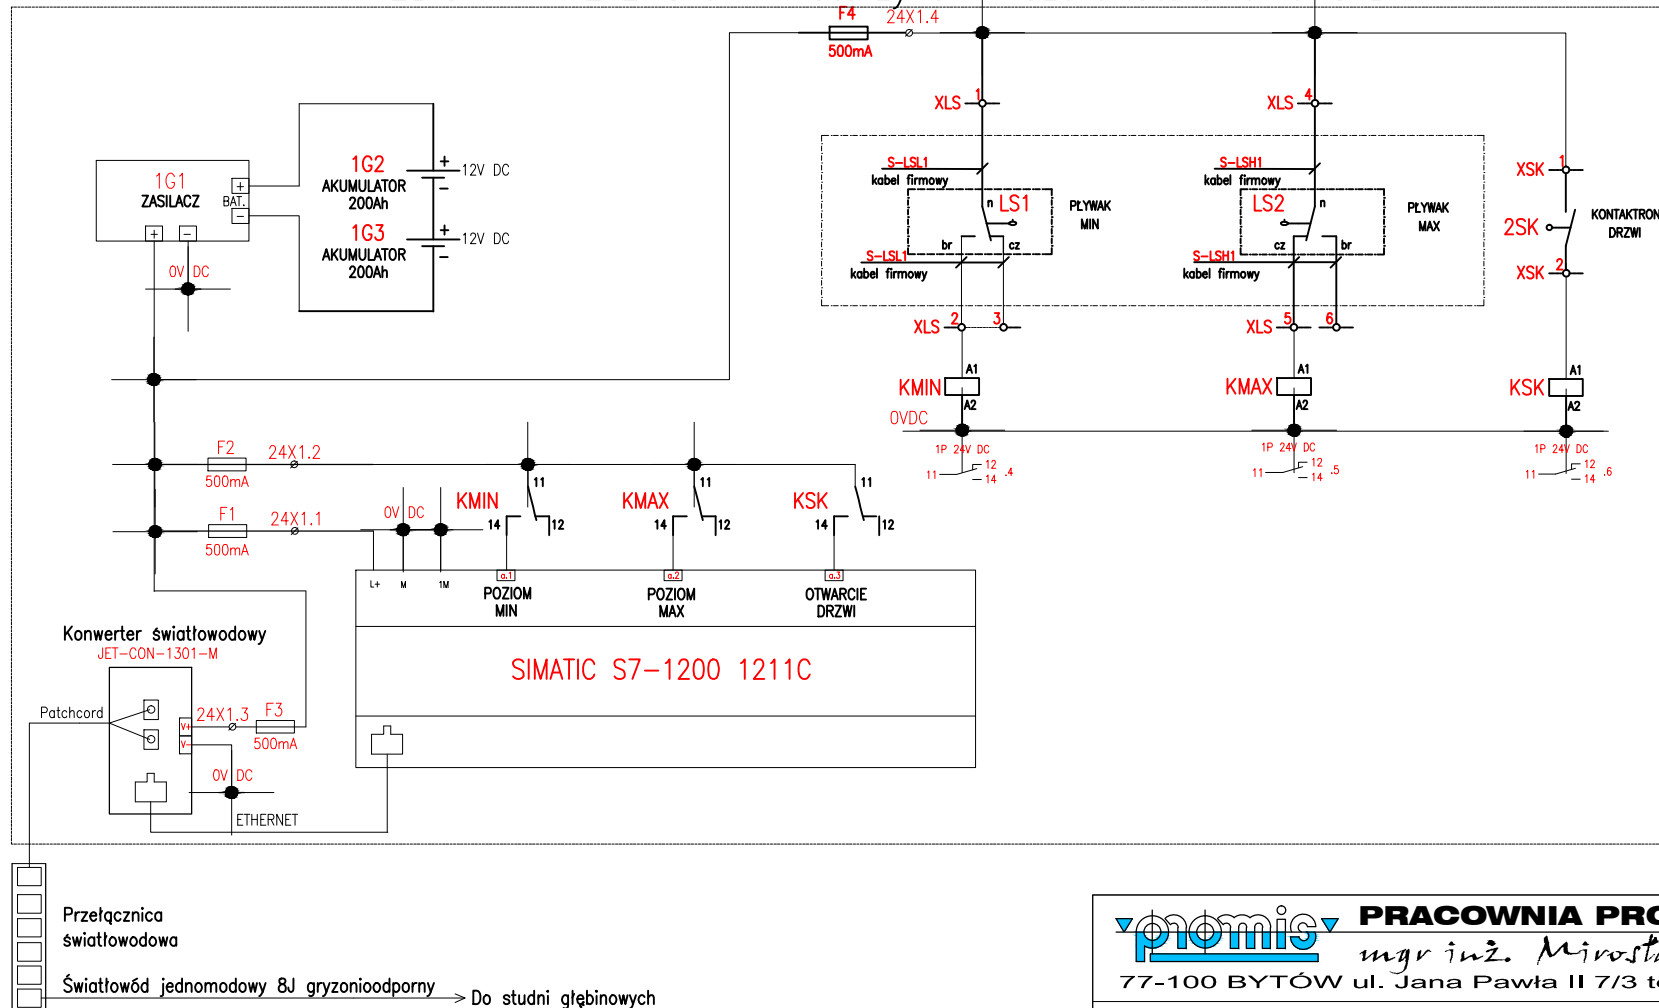 F4
24X1.4
500mA
XLS 1
XLS 4
1G2
AKUMULATOR
200Ah
+
12V DC
−
1G1
ZASILACZ
+
BAT.
−
+ −
1G3
AKUMULATOR
200Ah
+
12V DC
−
0V DC
S-LSL1
kabel firmowy
n LS1
PŁYWAK
MIN
br cz
S-LSL1
kabel firmowy
S-LSH1
kabel firmowy
LS2 n
PŁYWAK
MAX
cz br
S-LSH1
kabel firmowy
XSK 1
2SK
KONTAKTRON
DRZWI
XSK 2
XLS 2 3
XLS 5 6
KMIN A1
A2
KMAX A1
A2
KSK A1
A2
0VDC
1P 24V DC
11 12 .4
14
1P 24V DC
11 12 .5
14
1P 24V DC
11 12 .6
14
F2
24X1.2
500mA
F1
24X1.1
500mA
0V DC
KMIN 11
14 12
KMAX 11
14 12
KSK 11
14 12
L+ M 1M
a.1
POZIOM
MIN
a.2
POZIOM
MAX
a.3
OTWARCIE
DRZWI
SIMATIC S7-1200 1211C
Konwerter światłowodowy
JET-CON-1301-M
Patchcord
V+
V-
24X1.3 F3
500mA
0V DC
ETHERNET
Przełącznica
światłowodowa
Światłowód jednomodowy 8J gryzonioodporny
Do studni głębinowych
promis
PRACOWNIA PRO
mgr inż. Mirosła
77-100 BYTÓW ul. Jana Pawła II 7/3 te